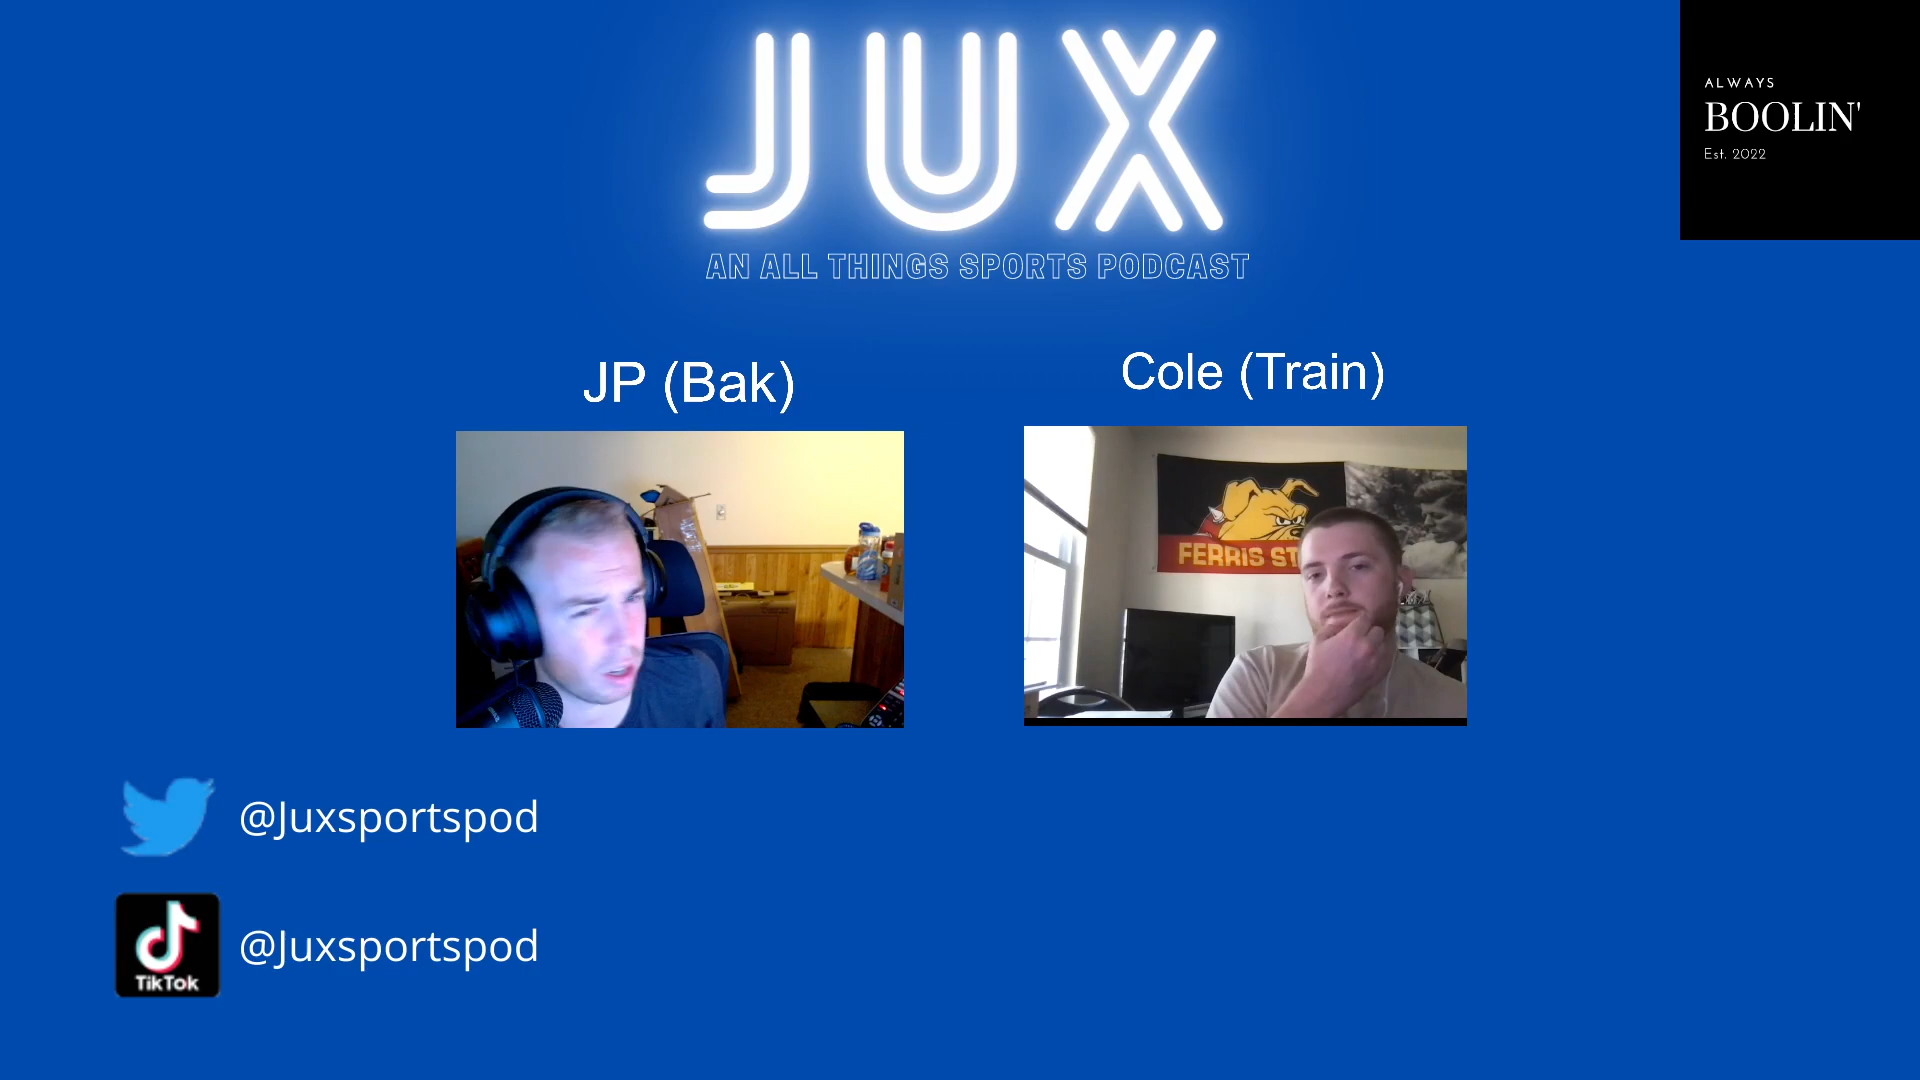 JUX
AN ALL THINGS SPORTS PODCAST
ALWAYS
BOOLIN'
Est. 2022
JP (Bak)
Cole (Train)
FERRIS ST
@Juxsportspod
TikTok
@Juxsportspod